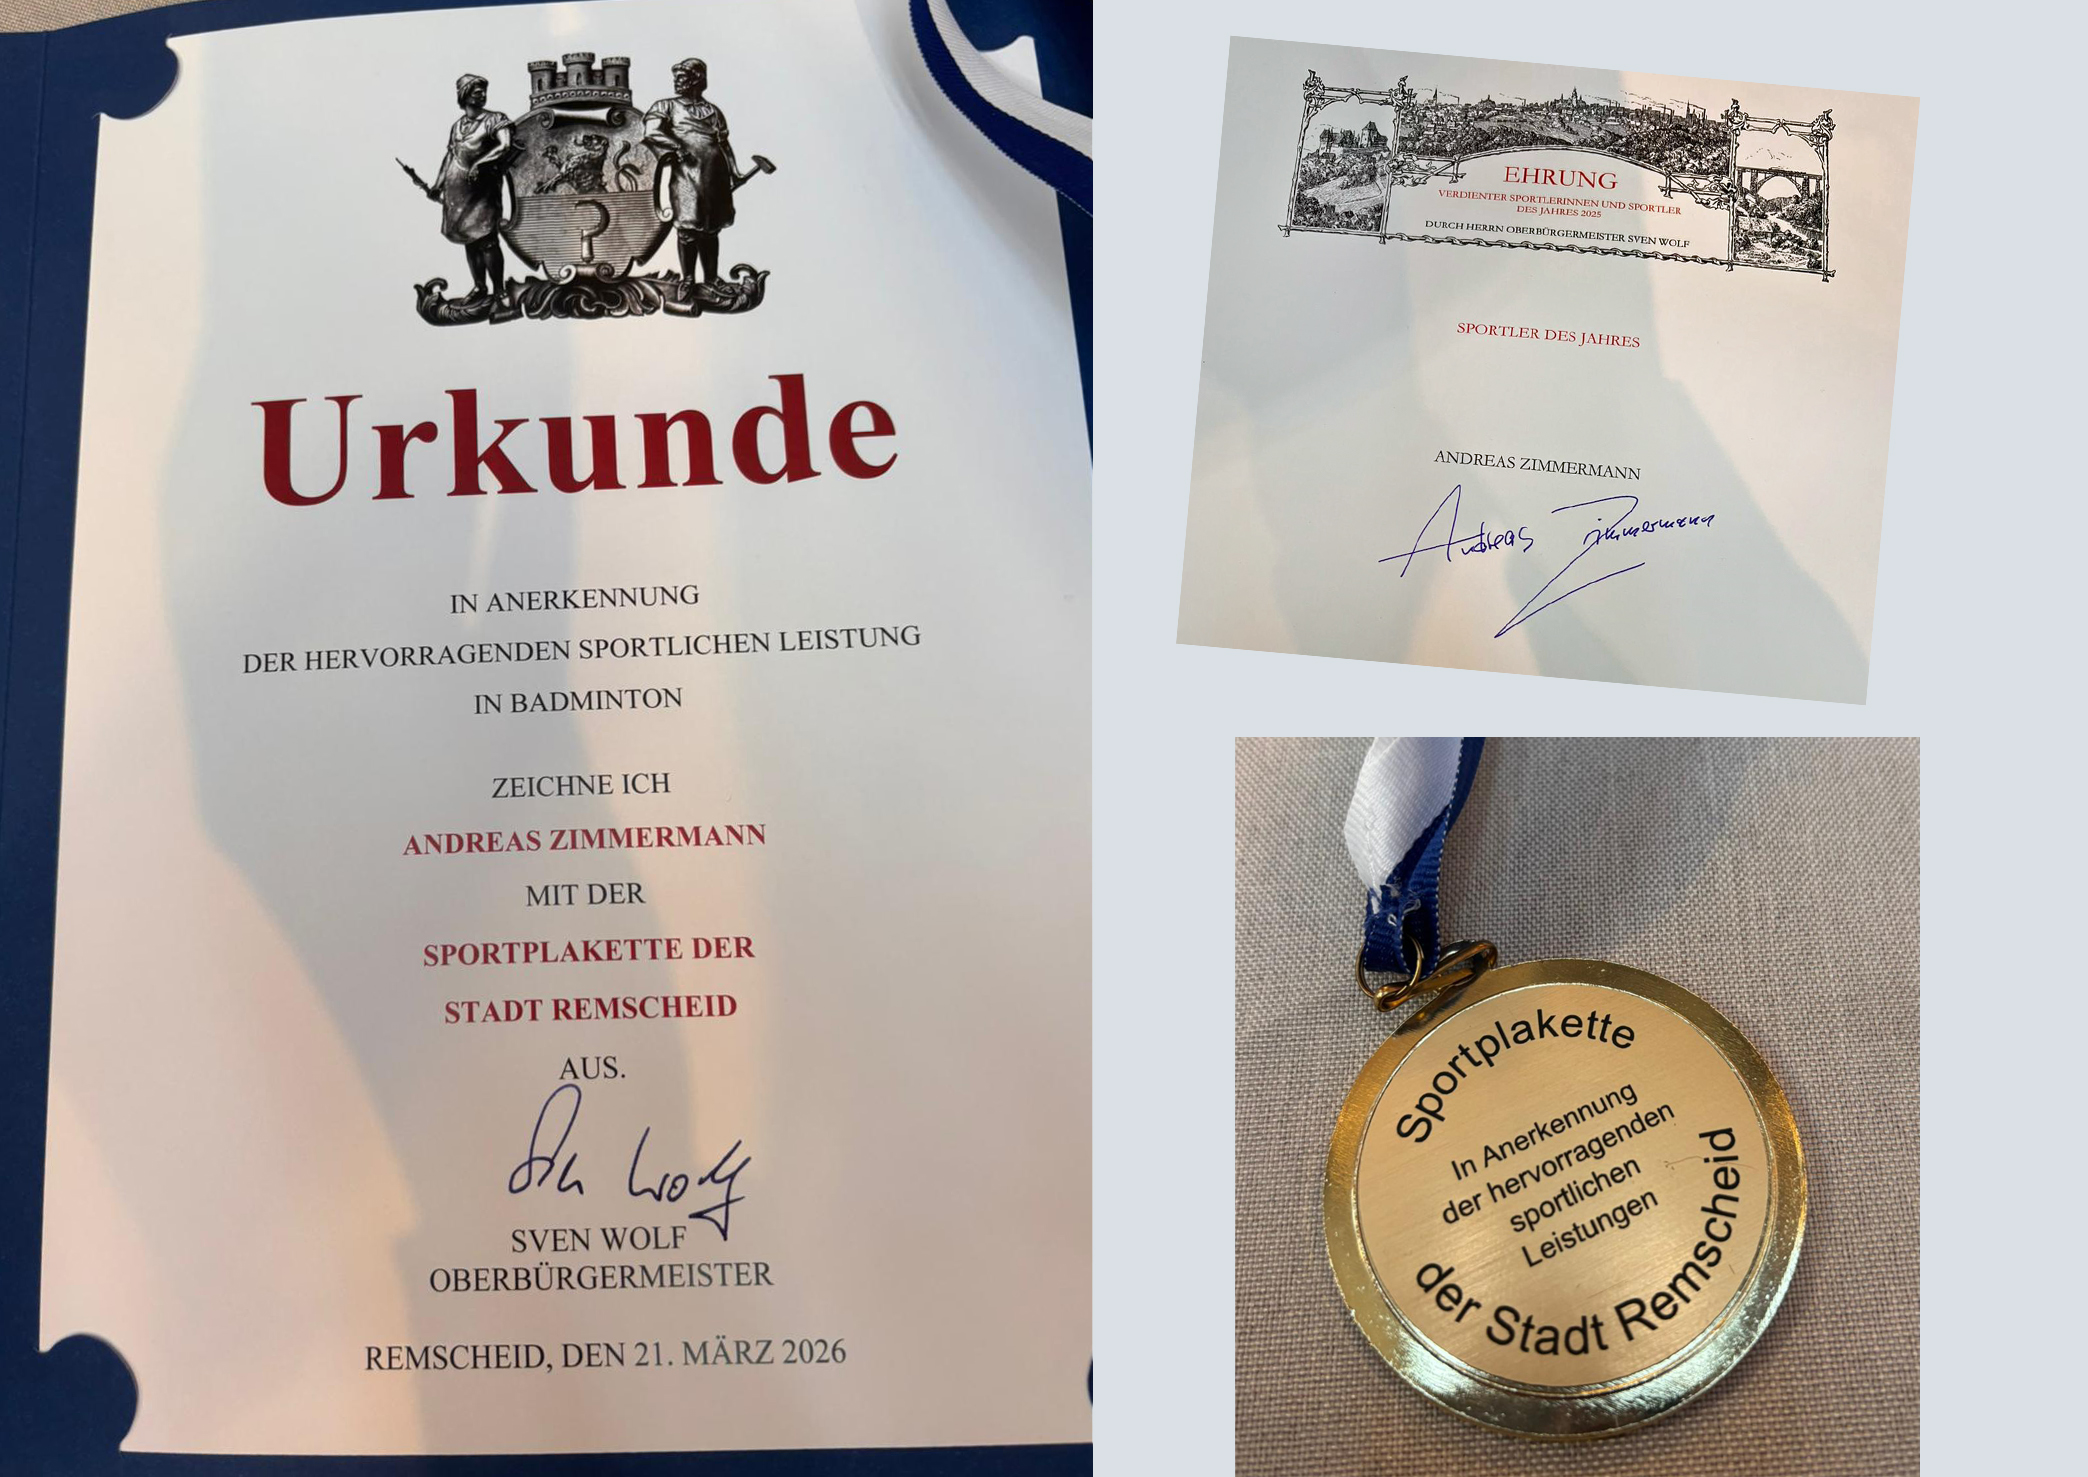 Urkunde
IN ANERKENNUNG
DER HERVORRAGENDEN SPORTLICHEN LEISTUNG
IN BADMINTON
ZEICHNE ICH
ANDREAS ZIMMERMANN
MIT DER
SPORTPLAKETTE DER
STADT REMSCHEID
AUS.
Sven Wolf
SVEN WOLF
OBERBÜRGERMEISTER
REMSCHEID, DEN 21. MÄRZ 2026
EHRUNG
VERDIENTER SPORTLERINNEN UND SPORTLER
DES JAHRES 2025
DURCH HERRN OBERBÜRGERMEISTER SVEN WOLF
SPORTLER DES JAHRES
ANDREAS ZIMMERMANN
Andreas Zimmermann
Sportplakette
In Anerkennung
der hervorragenden
sportlichen
Leistungen
der Stadt Remscheid